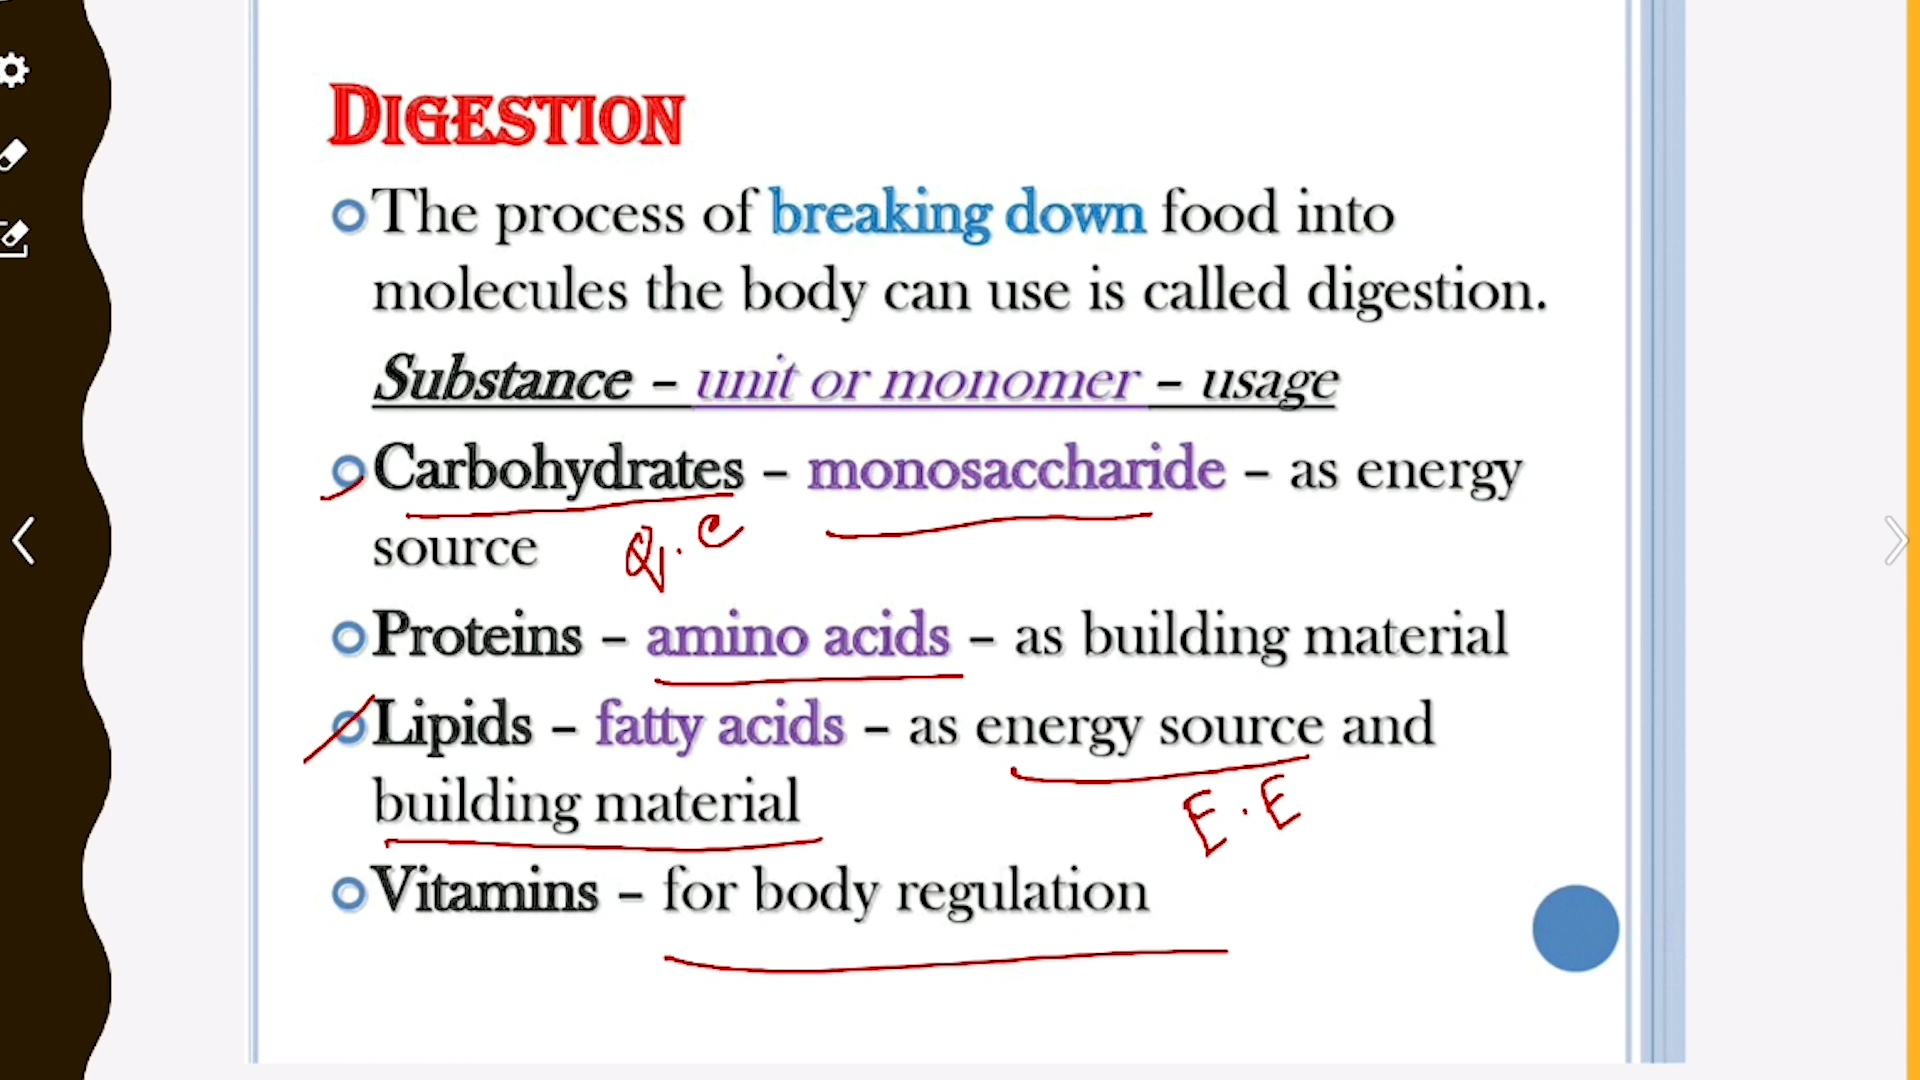 DIGESTION
The process of breaking down food into
molecules the body can use is called digestion.
Substance – unit or monomer – usage
Carbohydrates – monosaccharide – as energy
source
Q.e
Proteins – amino acids – as building material
Lipids – fatty acids – as energy source and
building material
E.E
Vitamins – for body regulation